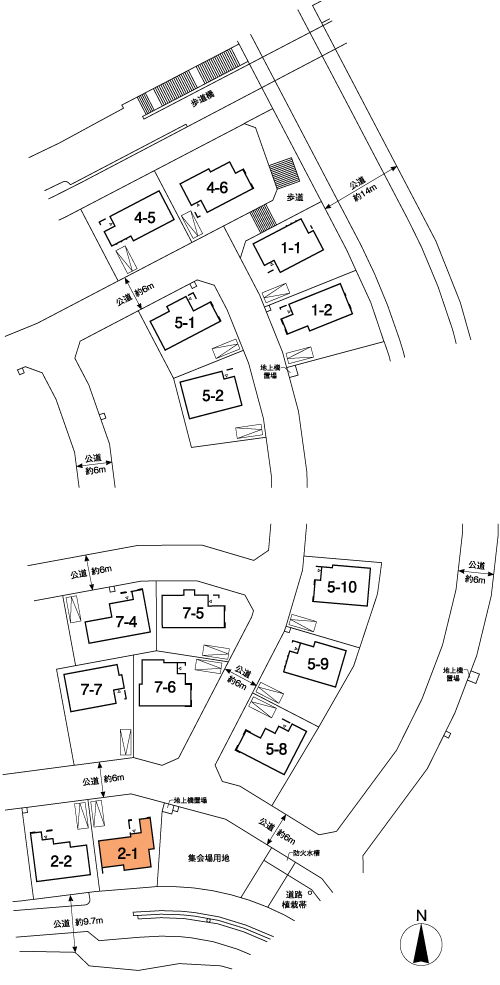 歩道橋
4-6
4-5
歩道
公道
約14m
1-1
公道 約6m
1-2
5-1
地上機
置場
5-2
公道
約6m
公道 約6m
5-10
公道
約6m
7-5
7-4
5-9
公道
約6m
地上機
置場
7-7
7-6
5-8
公道 約6m
地上機置場
公道
約6m
2-2
2-1
集会場用地
防火水槽
道路
植栽帯
公道 約9.7m
N